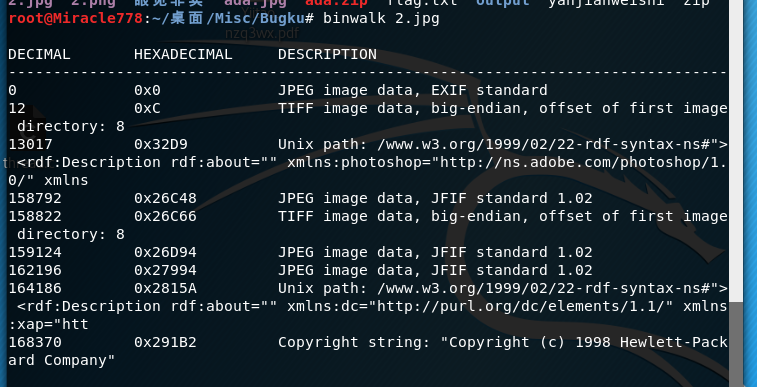 2.jpg 2.png 眼见非实 ada.jpg ada.zip flag.txt output yanjianweishi zip
root@Miracle778:~/桌面/Misc/Bugku# binwalk 2.jpg
nzq3wx.pdf
DECIMAL HEXADECIMAL DESCRIPTION
--------------------------------------------------------------------------------
0 0x0 JPEG image data, EXIF standard
12 0xC TIFF image data, big-endian, offset of first image
directory: 8
13017 0x32D9 Unix path: /www.w3.org/1999/02/22-rdf-syntax-ns#">
<rdf:Description rdf:about="" xmlns:photoshop="http://ns.adobe.com/photoshop/1.
0/" xmlns
158792 0x26C48 JPEG image data, JFIF standard 1.02
158822 0x26C66 TIFF image data, big-endian, offset of first image
directory: 8
159124 0x26D94 JPEG image data, JFIF standard 1.02
162196 0x27994 JPEG image data, JFIF standard 1.02
164186 0x2815A Unix path: /www.w3.org/1999/02/22-rdf-syntax-ns#">
<rdf:Description rdf:about="" xmlns:dc="http://purl.org/dc/elements/1.1/" xmlns
:xap="htt
168370 0x291B2 Copyright string: "Copyright (c) 1998 Hewlett-Pack
ard Company"